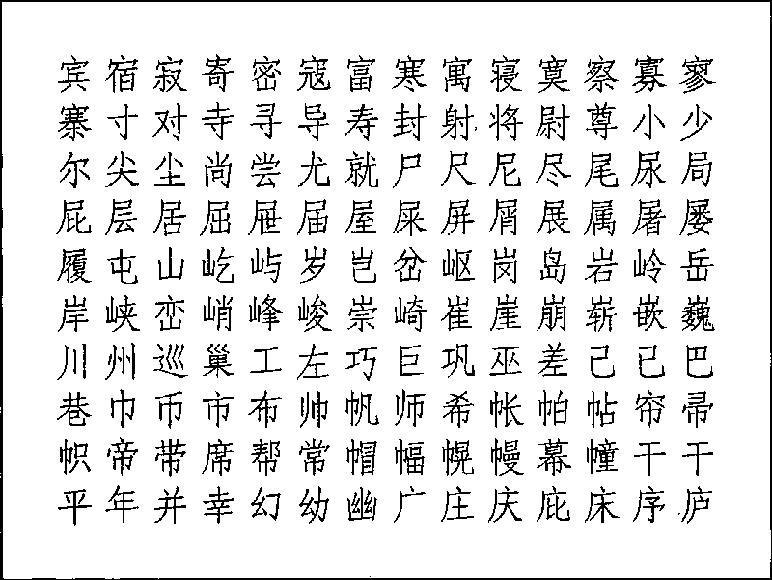 宾宿寂寄密寇富寒寓寝寞察寡寥
寨寸对寺寻导寿封射将尉尊小少
尔尖尘尚尝尤就尸尺尼尽尾尿局
屁层居屈屉届屋屎屏屑展属屠屡
履屯山屹屿岁岂岔岖岗岛岩岭岳
岸峡峦峭峰峻崇崎崔崖崩崭嵌巍
川州巡巢工左巧巨巩巫差己已巴
巷巾币市布帅帆师希帐帕帖帘帚
帜帝带席帮常帽幅幌幔幕幢干干
平年并幸幻幼幽广庄庆庇床序庐